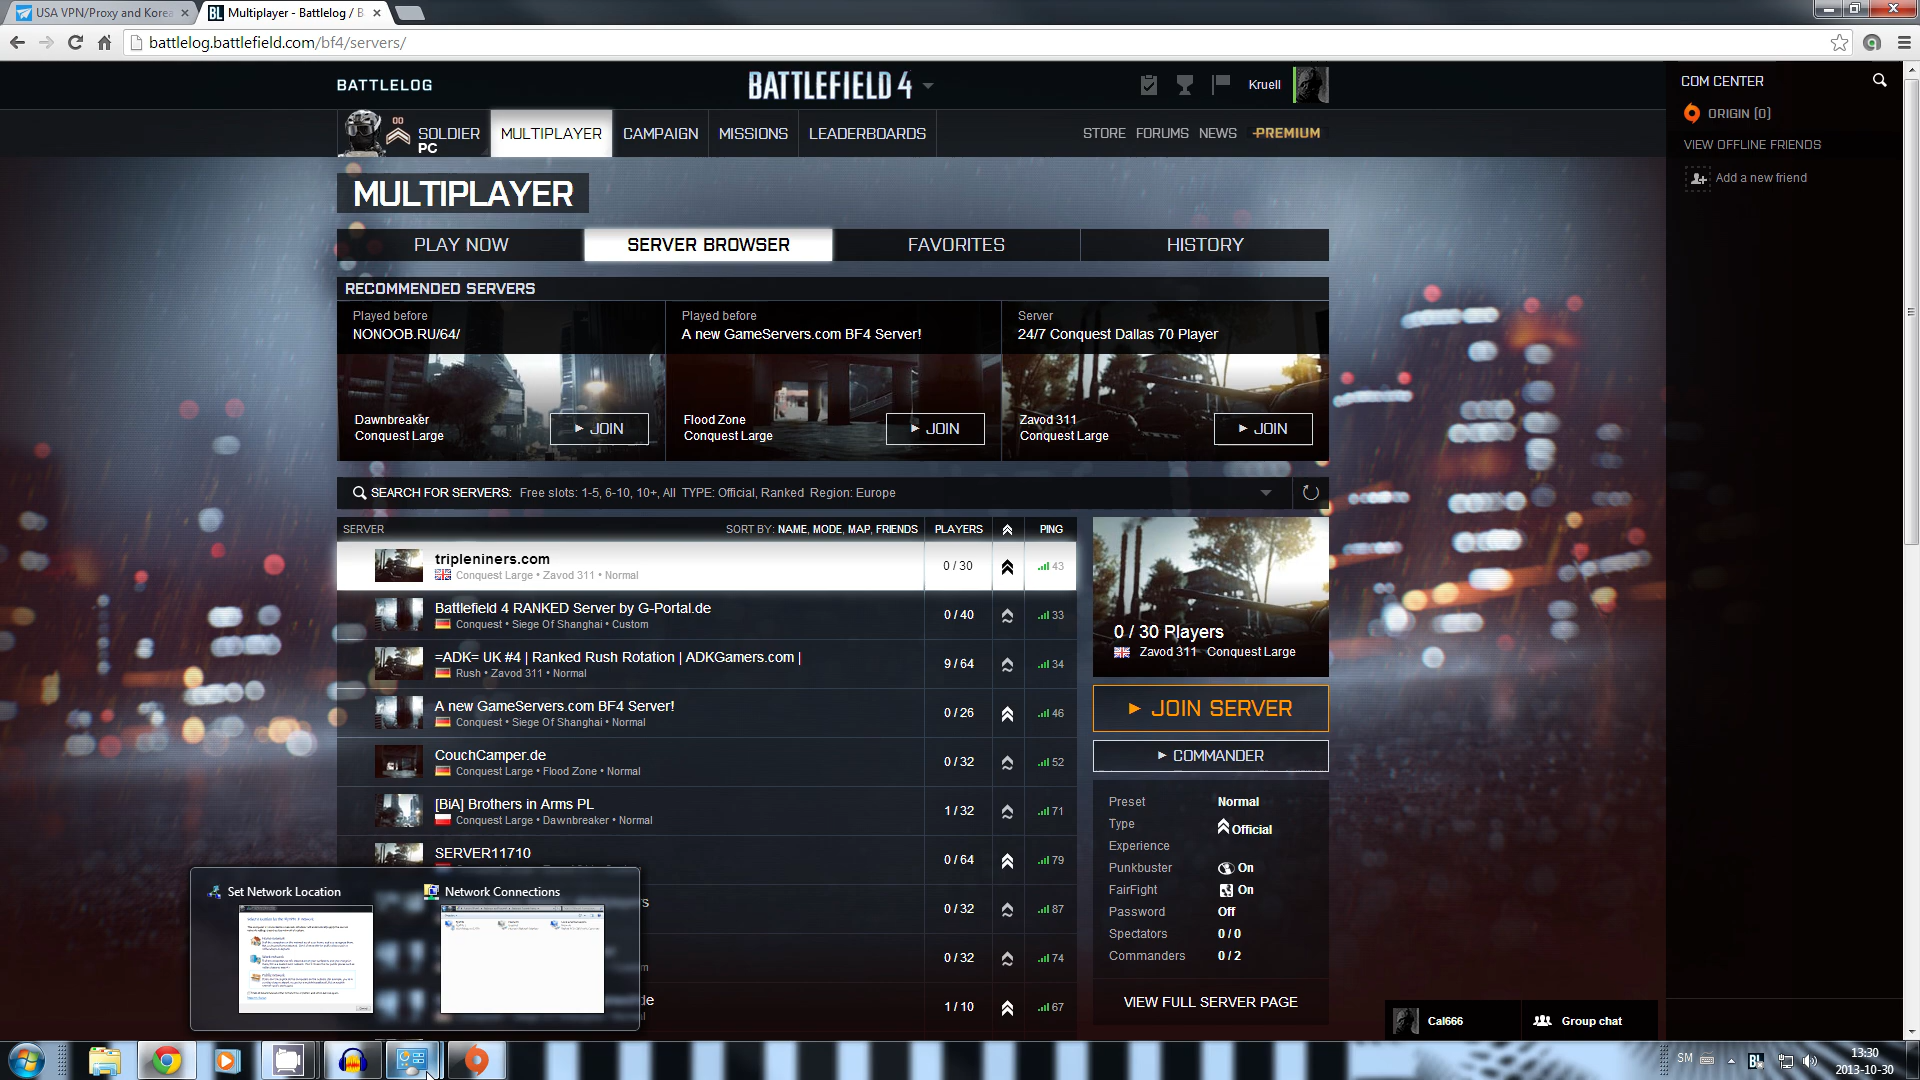 USA VPN/Proxy and Korea
Multiplayer - Battlelog / B
battlelog.battlefield.com/bf4/servers/
BATTLELOG
BATTLEFIELD 4
Kruell
00
SOLDIER
PC
MULTIPLAYER
CAMPAIGN
MISSIONS
LEADERBOARDS
STORE
FORUMS
NEWS
PREMIUM
COM CENTER
ORIGIN [0]
VIEW OFFLINE FRIENDS
Add a new friend
MULTIPLAYER
PLAY NOW
SERVER BROWSER
FAVORITES
HISTORY
RECOMMENDED SERVERS
Played before
NONOOB.RU/64/
Dawnbreaker
Conquest Large
JOIN
Played before
A new GameServers.com BF4 Server!
Flood Zone
Conquest Large
JOIN
Server
24/7 Conquest Dallas 70 Player
Zavod 311
Conquest Large
JOIN
SEARCH FOR SERVERS: Free slots: 1-5, 6-10, 10+, All TYPE: Official, Ranked Region: Europe
SERVER SORT BY: NAME, MODE, MAP, FRIENDS PLAYERS PING
tripleniners.com
Conquest Large • Zavod 311 • Normal
0 / 30 43
Battlefield 4 RANKED Server by G-Portal.de
Conquest • Siege Of Shanghai • Custom
0 / 40 33
=ADK= UK #4 | Ranked Rush Rotation | ADKGamers.com |
Rush • Zavod 311 • Normal
9 / 64 34
A new GameServers.com BF4 Server!
Conquest • Siege Of Shanghai • Normal
0 / 26 46
CouchCamper.de
Conquest Large • Flood Zone • Normal
0 / 32 52
[BiA] Brothers in Arms PL
Conquest Large • Dawnbreaker • Normal
1 / 32 71
SERVER11710
0 / 64 79
0 / 32 87
0 / 32 74
1 / 10 67
0 / 30 Players
Zavod 311 Conquest Large
JOIN SERVER
COMMANDER
Preset Normal
Type Official
Experience
Punkbuster On
FairFight On
Password Off
Spectators 0 / 0
Commanders 0 / 2
VIEW FULL SERVER PAGE
Set Network Location
Network Connections
Cal666
Group chat
SM
13:30
2013-10-30